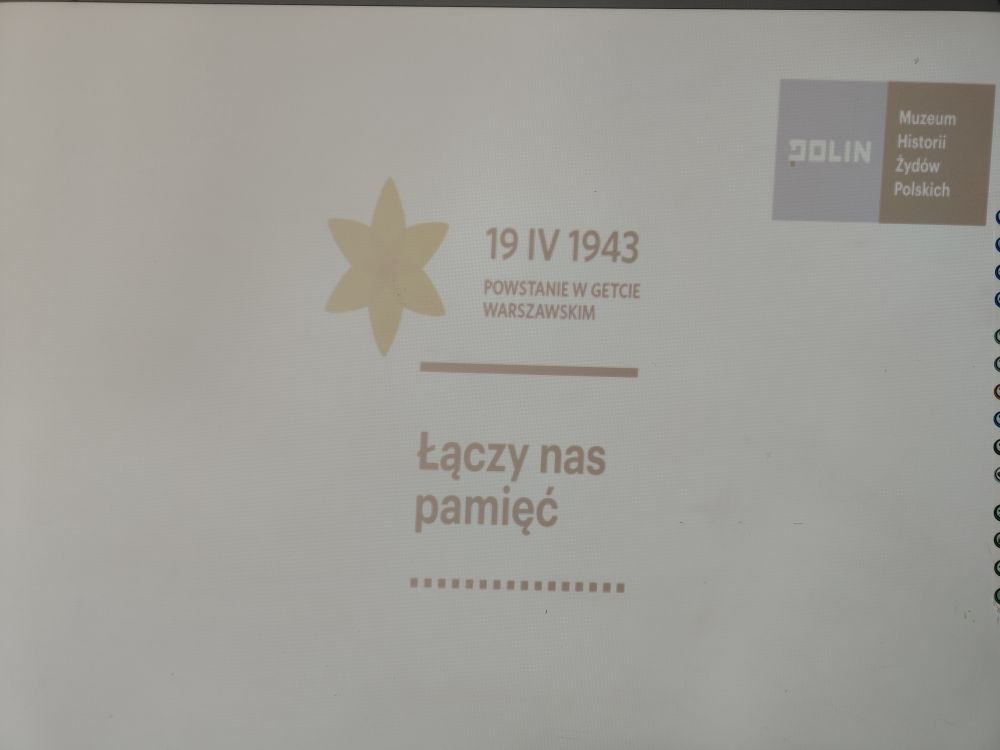 POLIN
Muzeum
Historii
Żydów
Polskich
19 IV 1943
POWSTANIE W GETCIE
WARSZAWSKIM
Łączy nas
pamięć